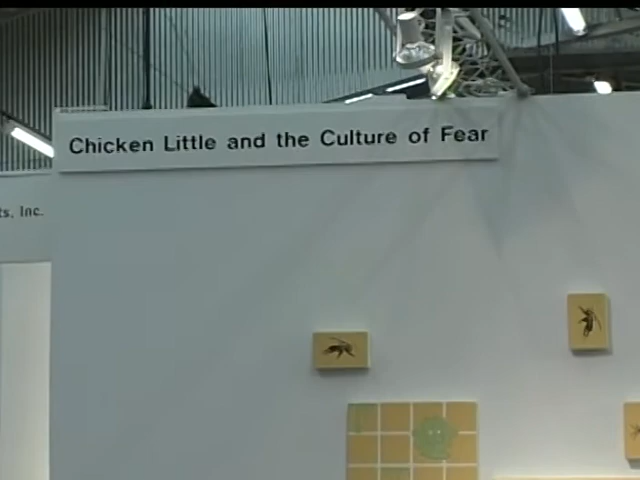 Chicken Little and the Culture of Fear
ts, Inc.